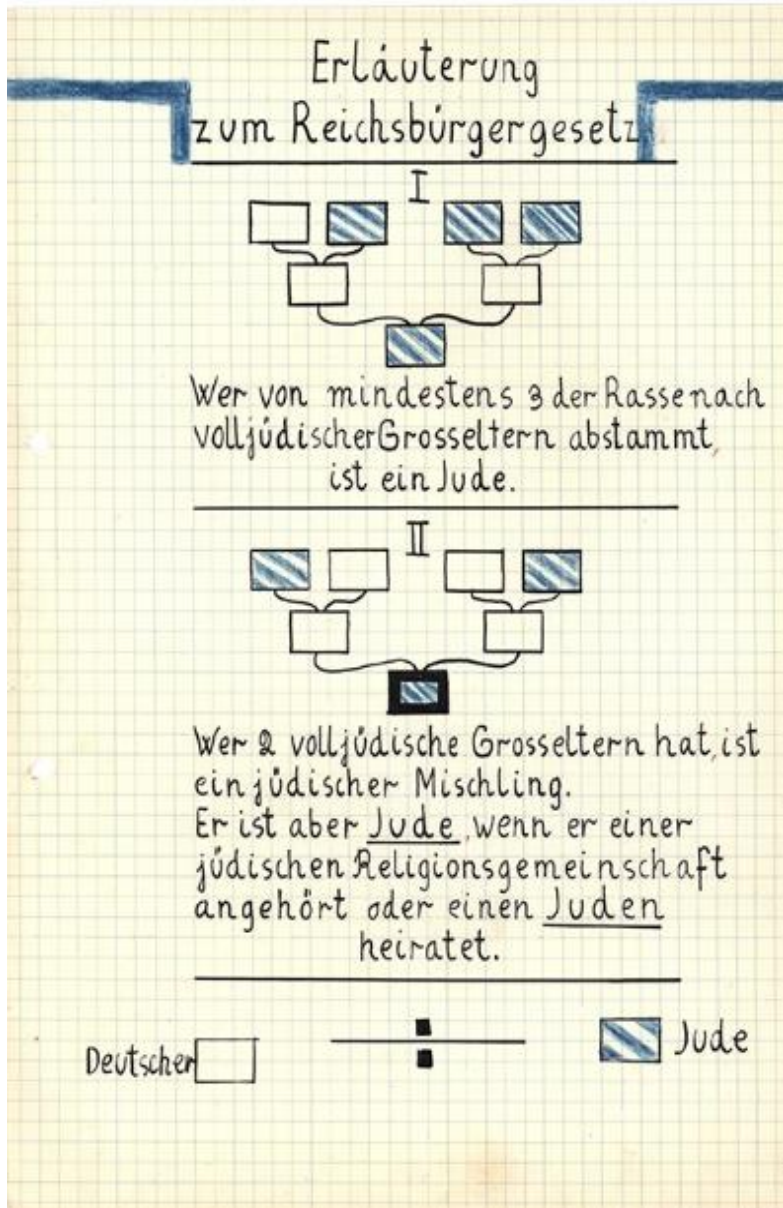 Erläuterung
zum Reichsbürgergesetz
I
Wer von mindestens 3 der Rasse nach
volljüdischer Grosseltern abstammt,
ist ein Jude.
II
Wer 2 volljüdische Grosseltern hat, ist
ein jüdischer Mischling.
Er ist aber Jude, wenn er einer
jüdischen Religionsgemeinschaft
angehört oder einen Juden
heiratet.
Deutscher
Jude